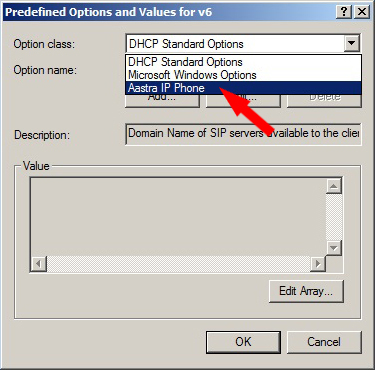 Predefined Options and Values for v6
Option class:
DHCP Standard Options
DHCP Standard Options
Option name:
Microsoft Windows Options
Aastra IP Phone
Add...
Delete
Description:
Domain Name of SIP servers available to the clien
Value
Edit Array...
OK
Cancel